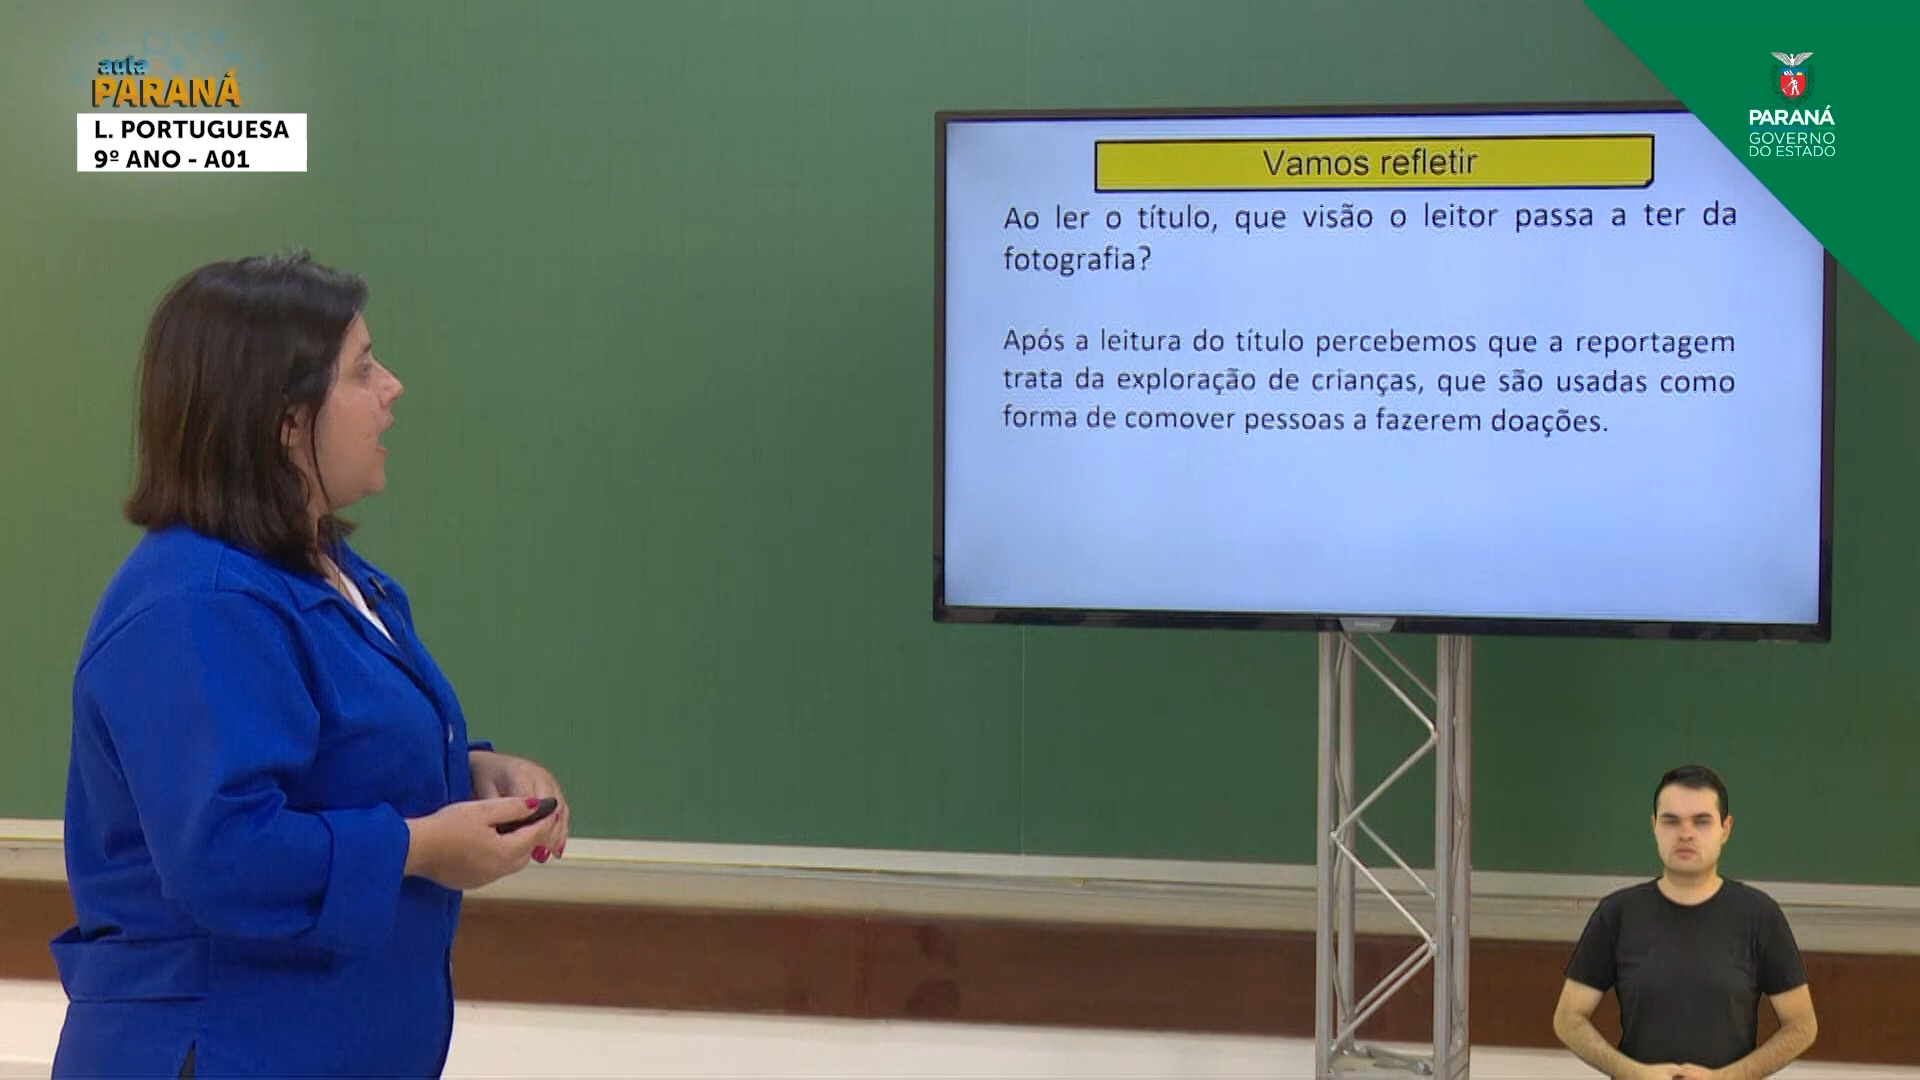 aula
PARANÁ
L. PORTUGUESA
9º ANO - A01
PARANÁ
GOVERNO
DO ESTADO
Vamos refletir
Ao ler o título, que visão o leitor passa a ter da
fotografia?
Após a leitura do título percebemos que a reportagem
trata da exploração de crianças, que são usadas como
forma de comover pessoas a fazerem doações.